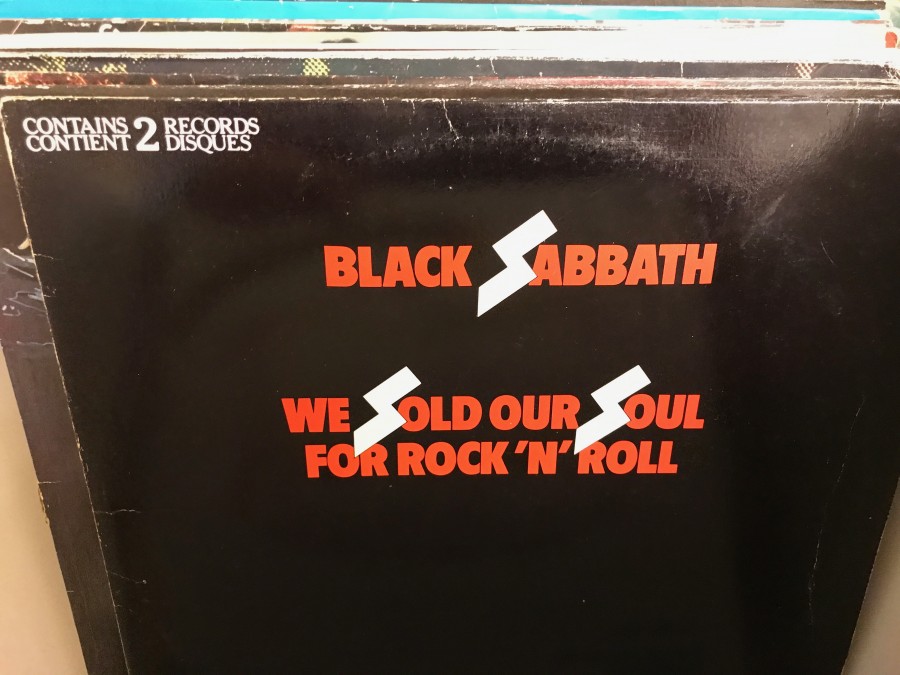 CONTAINS 2 RECORDS
CONTIENT DISQUES
BLACK SABBATH
WE SOLD OUR SOUL
FOR ROCK 'N' ROLL